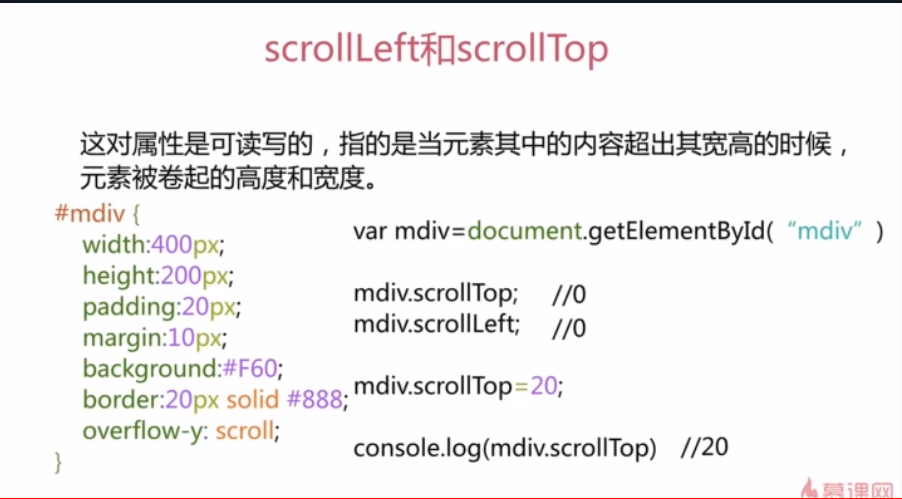 scrollLeft和scrollTop
这对属性是可读写的，指的是当元素其中的内容超出其宽高的时候，
元素被卷起的高度和宽度。
#mdiv {
width:400px;
height:200px;
padding:20px;
margin:10px;
background:#F60;
border:20px solid #888;
overflow-y: scroll;
}
var mdiv=document.getElementById(“mdiv”)
mdiv.scrollTop; //0
mdiv.scrollLeft; //0
mdiv.scrollTop=20;
console.log(mdiv.scrollTop) //20
慕课网